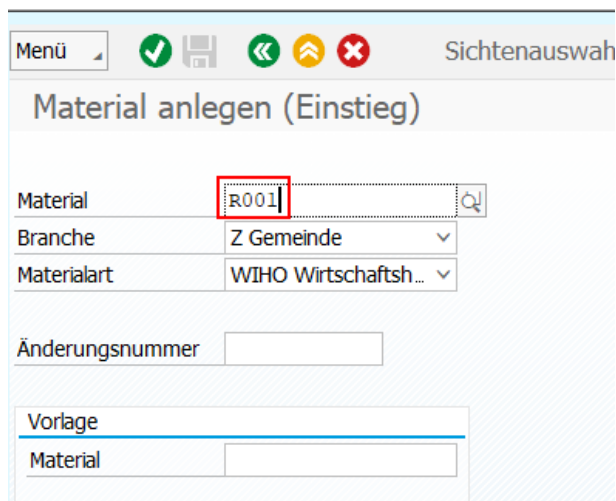 Menü Sichtenauswah
Material anlegen (Einstieg)
Material R001
Branche Z Gemeinde
Materialart WIHO Wirtschaftsh...
Änderungsnummer
Vorlage
Material